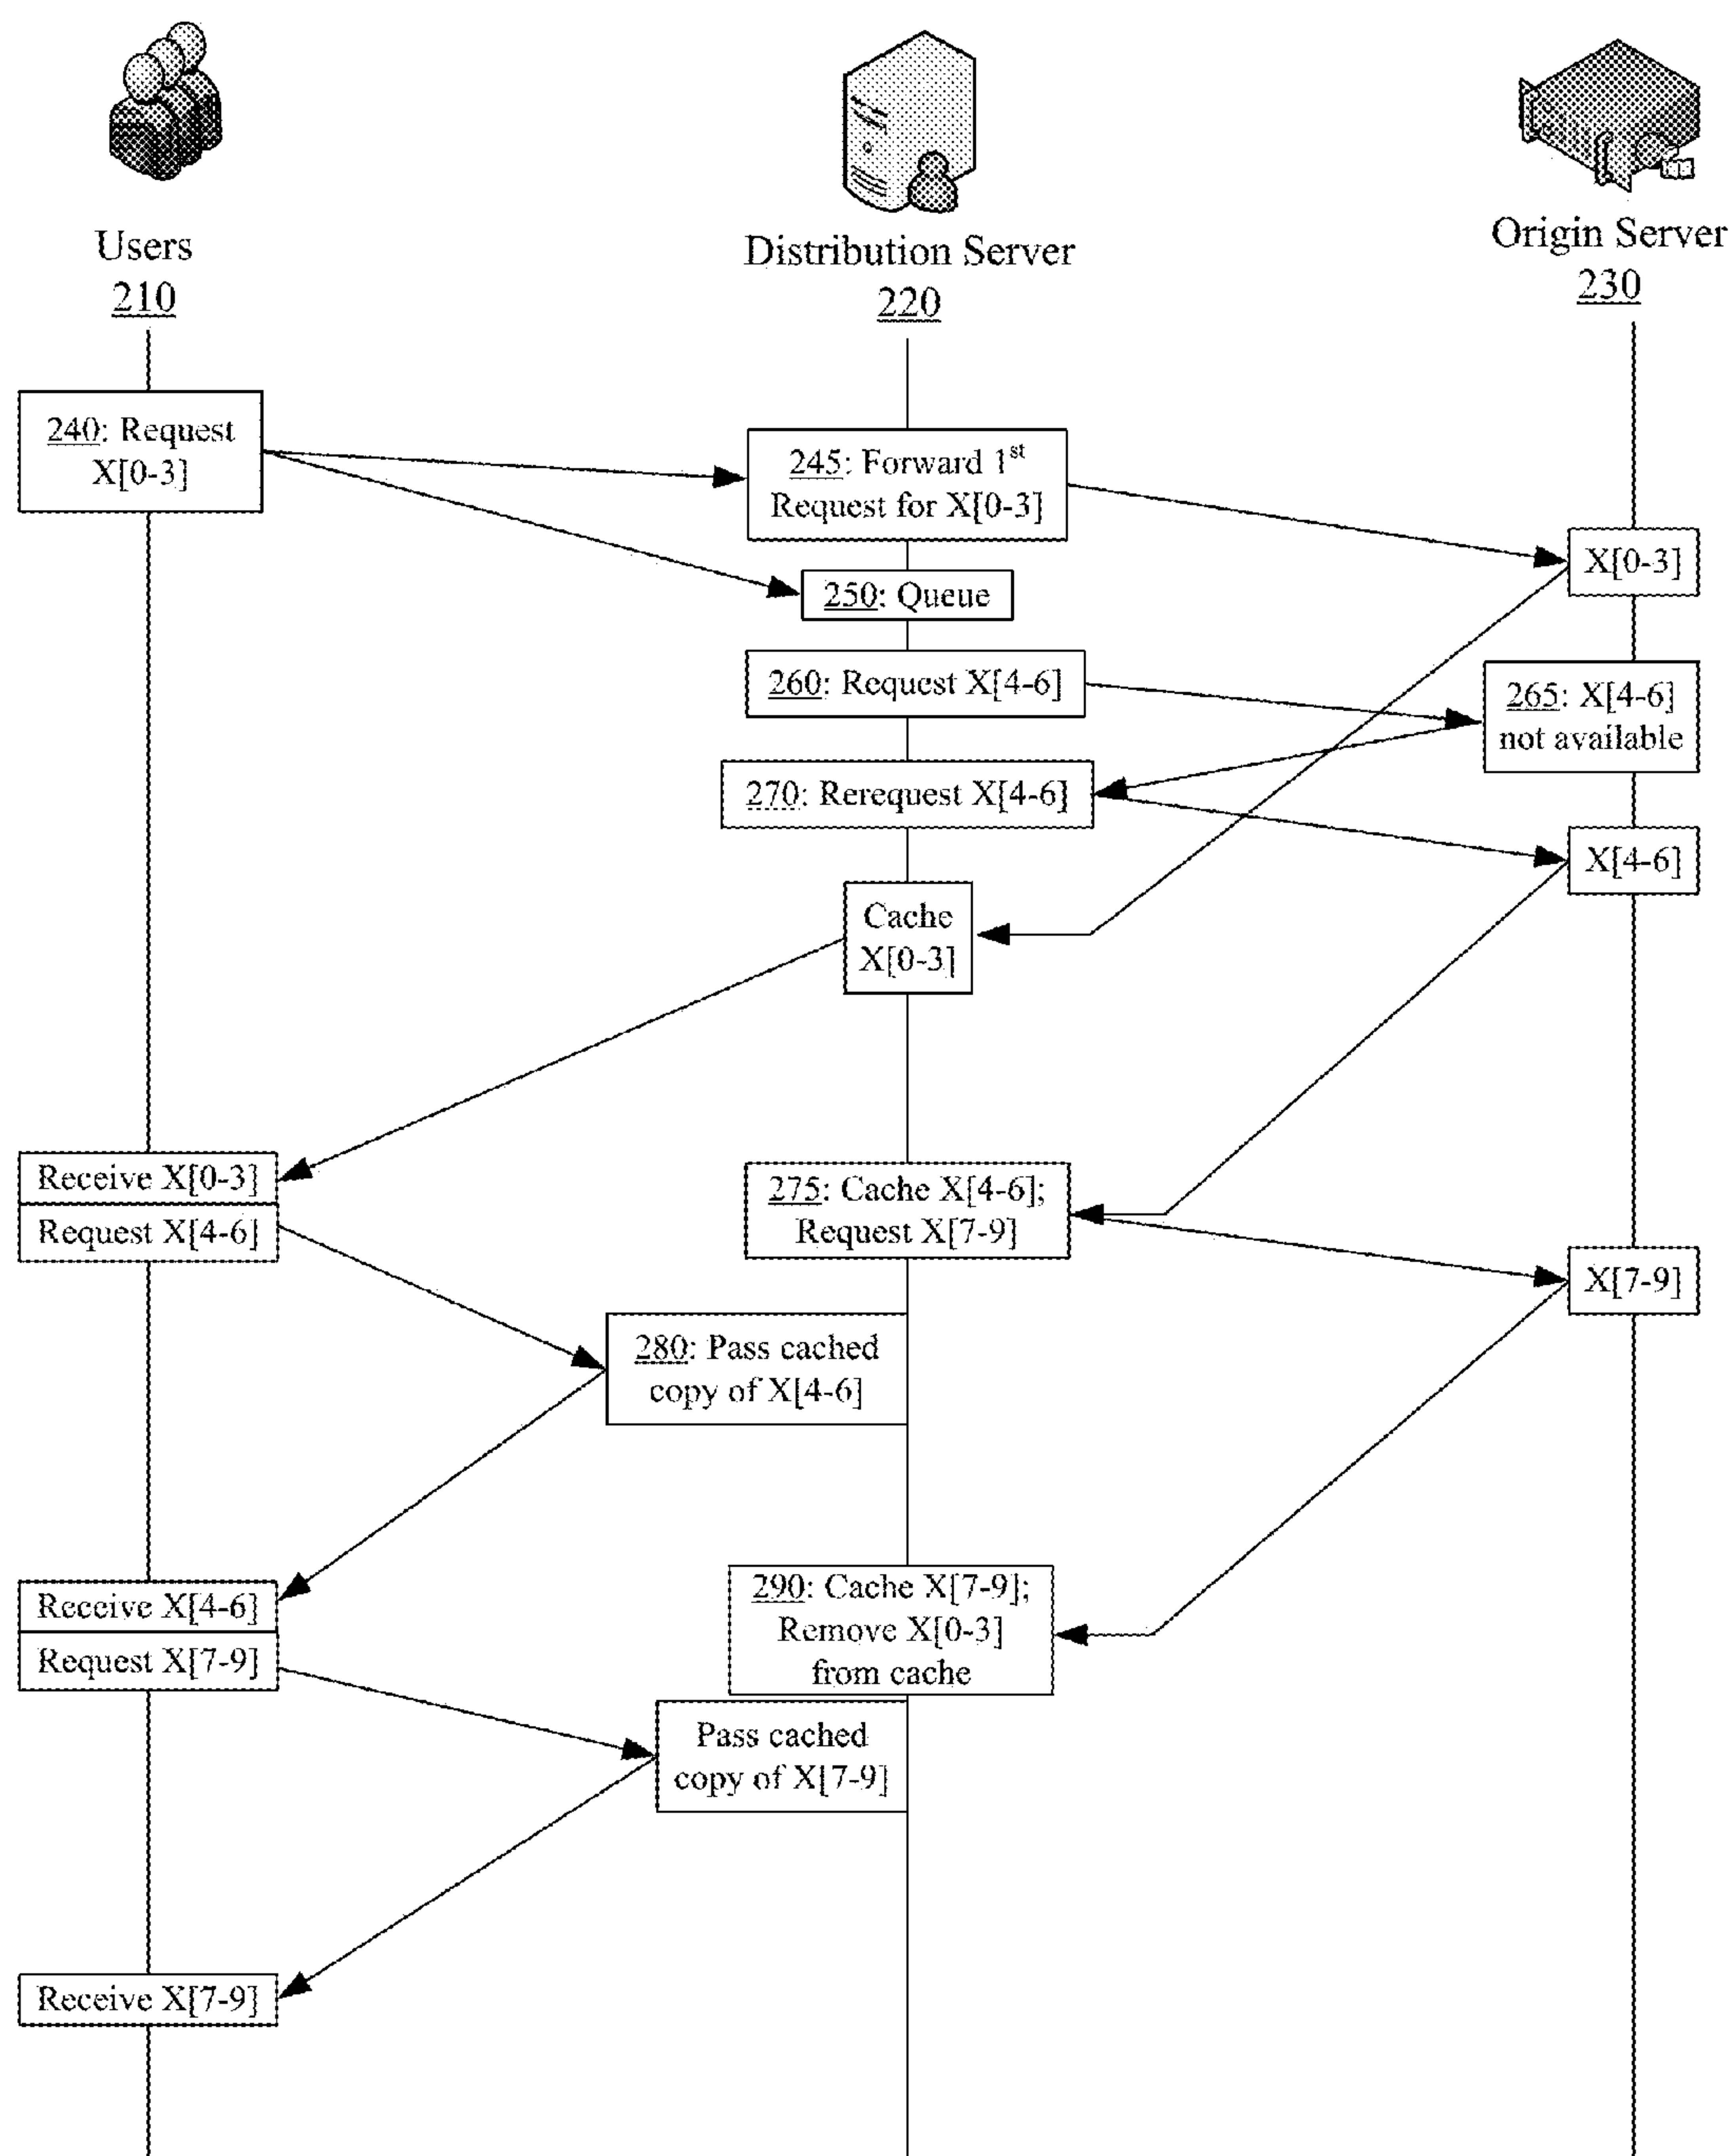 Users
210
Distribution Server
220
Origin Server
230
240: Request
X[0-3]
245: Forward 1st
Request for X[0-3]
X[0-3]
250: Queue
260: Request X[4-6]
265: X[4-6]
not available
270: Rerequest X[4-6]
X[4-6]
Cache
X[0-3]
Receive X[0-3]
Request X[4-6]
275: Cache X[4-6];
Request X[7-9]
X[7-9]
280: Pass cached
copy of X[4-6]
Receive X[4-6]
Request X[7-9]
290: Cache X[7-9];
Remove X[0-3]
from cache
Pass cached
copy of X[7-9]
Receive X[7-9]